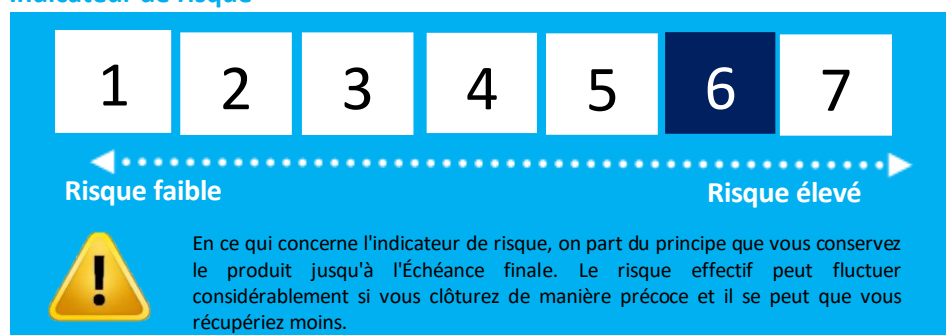 Indicateur de risque
1 2 3 4 5 6 7
Risque faible Risque élevé
En ce qui concerne l'indicateur de risque, on part du principe que vous conservez
le produit jusqu'à l'Échéance finale. Le risque effectif peut fluctuer
considérablement si vous clôturez de manière précoce et il se peut que vous
récupériez moins.